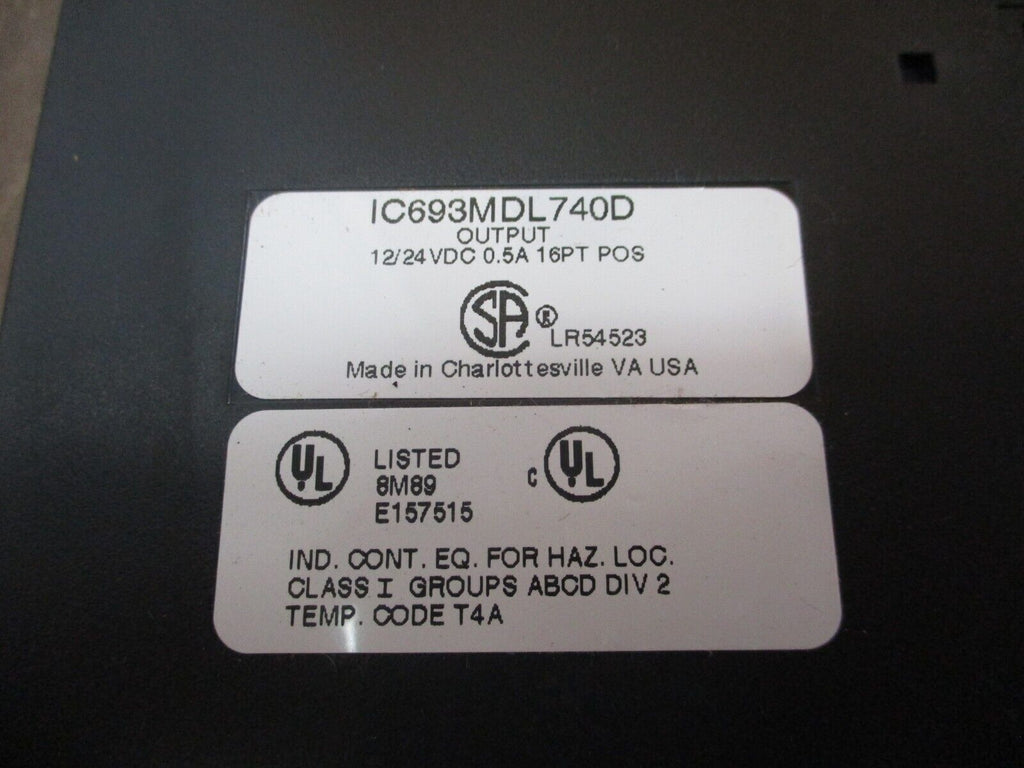 IC693MDL740D
OUTPUT
12/24VDC 0.5A 16PT POS
SA ®
LR54523
Made in Charlottesville VA USA
UL LISTED
8M89
E157515
C UL
IND. CONT. EQ. FOR HAZ. LOC.
CLASS I GROUPS ABCD DIV 2
TEMP. CODE T4A